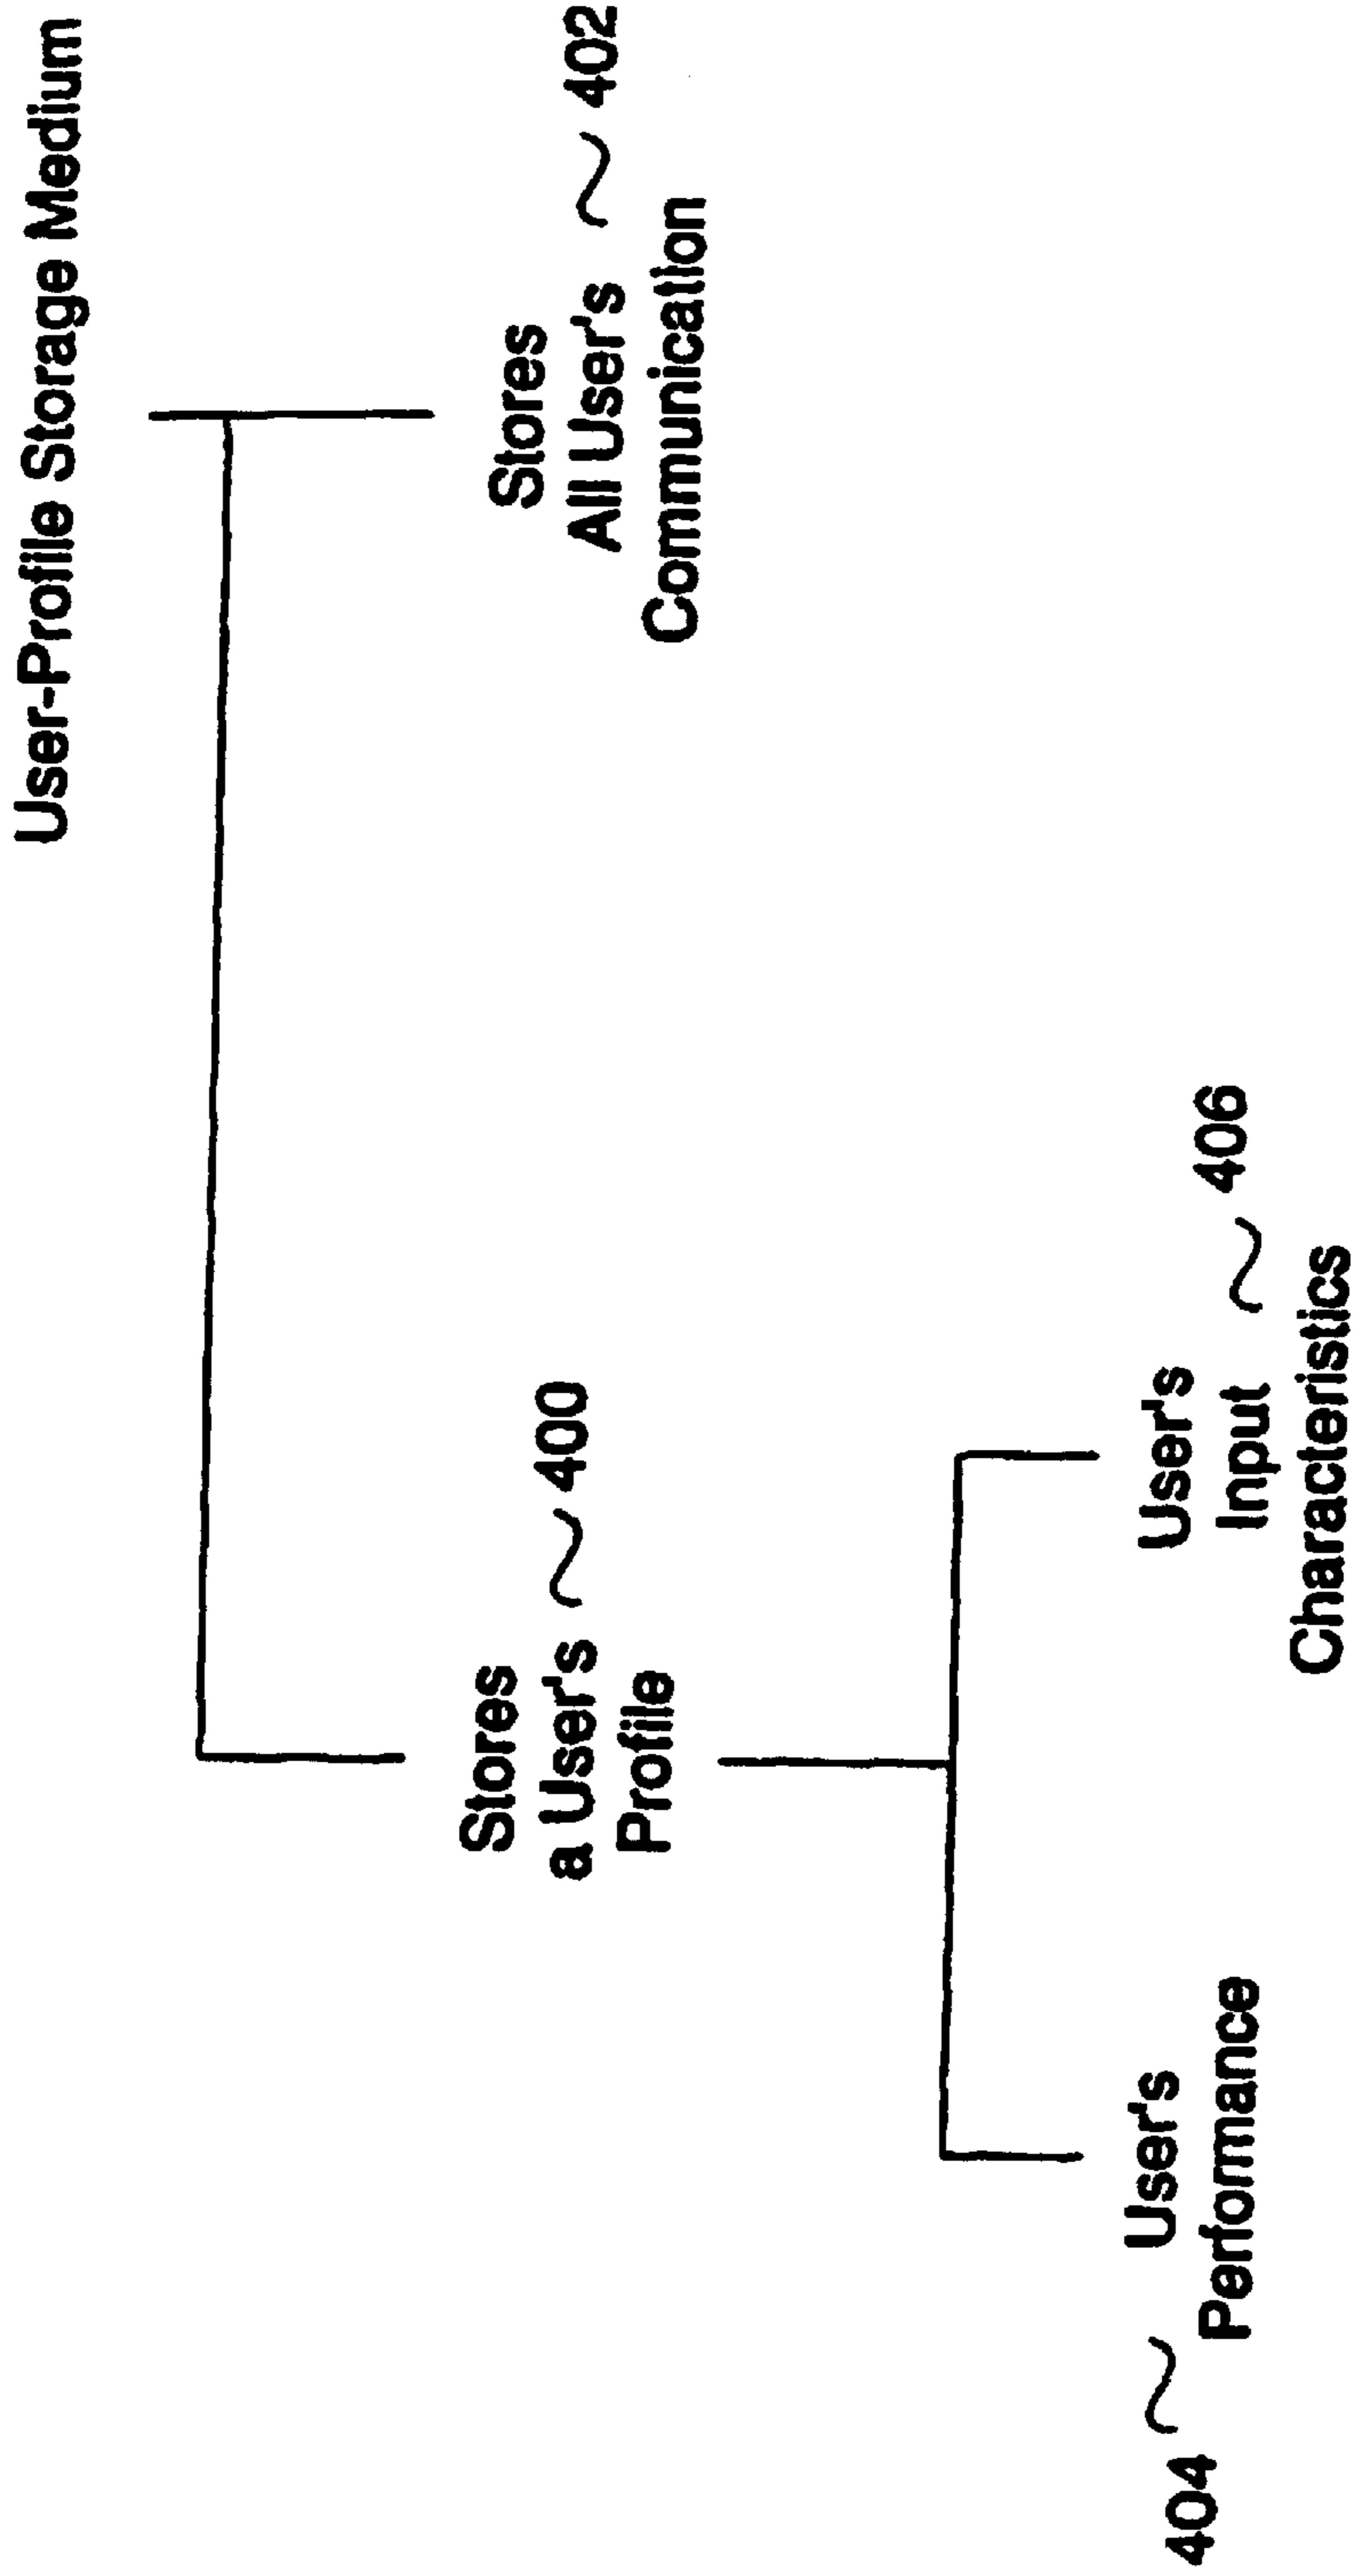 User-Profile Storage Medium
Stores
a User's 400
Profile
Stores
All User's 402
Communication
404 User's
Performance
User's
Input 406
Characteristics